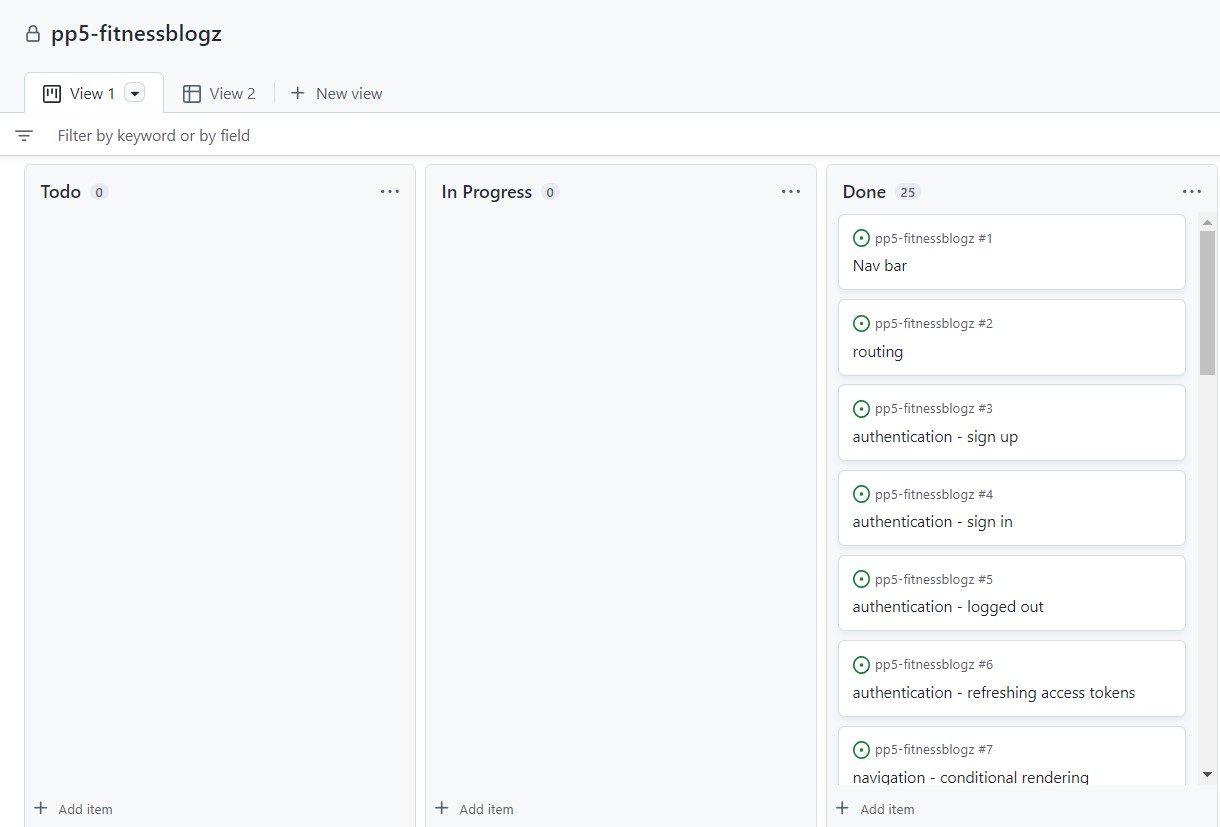 pp5-fitnessblogz
View 1
View 2
New view
Filter by keyword or by field
Todo 0
Add item
In Progress 0
Add item
Done 25
pp5-fitnessblogz #1
Nav bar
pp5-fitnessblogz #2
routing
pp5-fitnessblogz #3
authentication - sign up
pp5-fitnessblogz #4
authentication - sign in
pp5-fitnessblogz #5
authentication - logged out
pp5-fitnessblogz #6
authentication - refreshing access tokens
pp5-fitnessblogz #7
navigation - conditional rendering
Add item